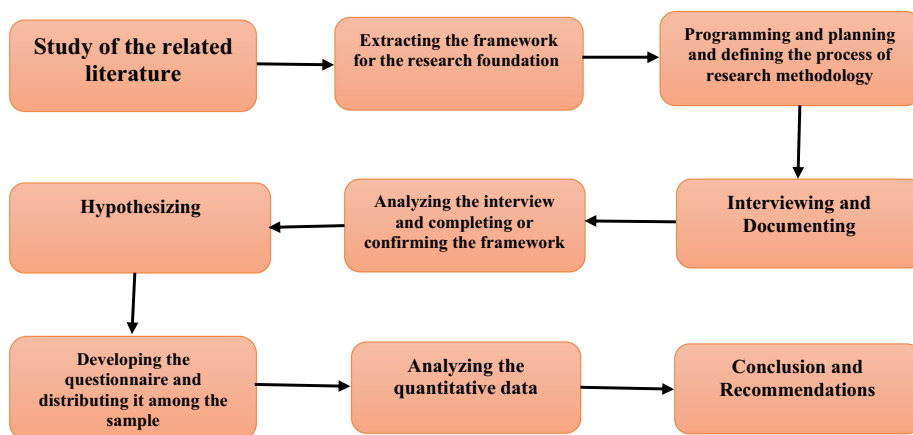 Study of the related
literature
Extracting the framework
for the research foundation
Programming and planning
and defining the process of
research methodology
Hypothesizing
Analyzing the interview
and completing or
confirming the framework
Interviewing and
Documenting
Developing the
questionnaire and
distributing it among the
sample
Analyzing the
quantitative data
Conclusion and
Recommendations